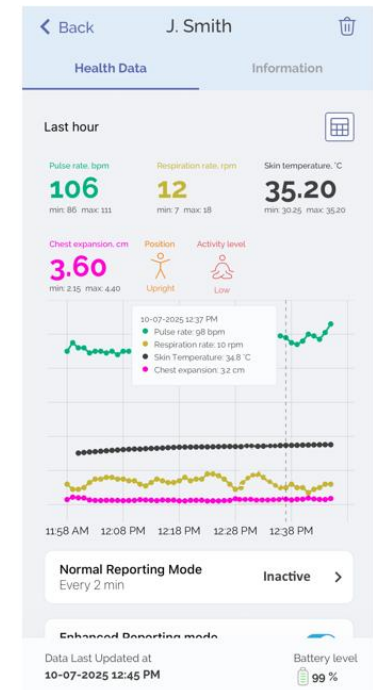 Back J. Smith
Health Data Information
Last hour
Pulse rate, bpm Respiration rate, rpm Skin temperature, °C
106 12 35.20
min: 86 max: 111 min: 7 max: 18 min: 30.25 max: 35.20
Chest expansion, cm Position Activity level
3.60
min: 2.15 max: 4.40 Upright Low
10-07-2025 12:37 PM
Pulse rate: 98 bpm
Respiration rate: 10 rpm
Skin Temperature: 34.8 °C
Chest expansion: 3.2 cm
11:58 AM 12:08 PM 12:18 PM 12:28 PM 12:38 PM
Normal Reporting Mode Inactive
Every 2 min
Enhanced Reporting mode
Data Last Updated at Battery level
10-07-2025 12:45 PM 99 %